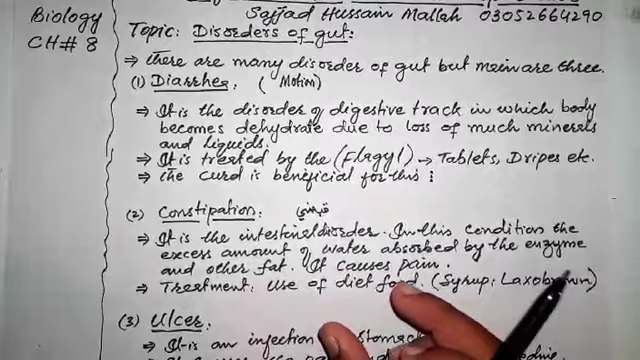 Biology
CH# 8
Sajjad Hussain Mallah 03052664290
Topic: Disorders of gut:
→ There are many disorder of gut but mein are three.
(1) Diarrhea, (Motion)
→ It is the disorder of digestive track in which body
becomes dehydrate due to loss of much minerals
and liquids.
→ It is treated by the (Flagyl) → Tablets, Dripes etc.
→ The curd is beneficial for this :
(2) Constipation: قبضی
→ It is the intestinal disorder. In this condition the
excess amount of water absorbed by the enzyme
and other fat. It causes pain.
→ Treatment: use of diet food. (Syrup:
(3) Ulcer:
→ It is an infection